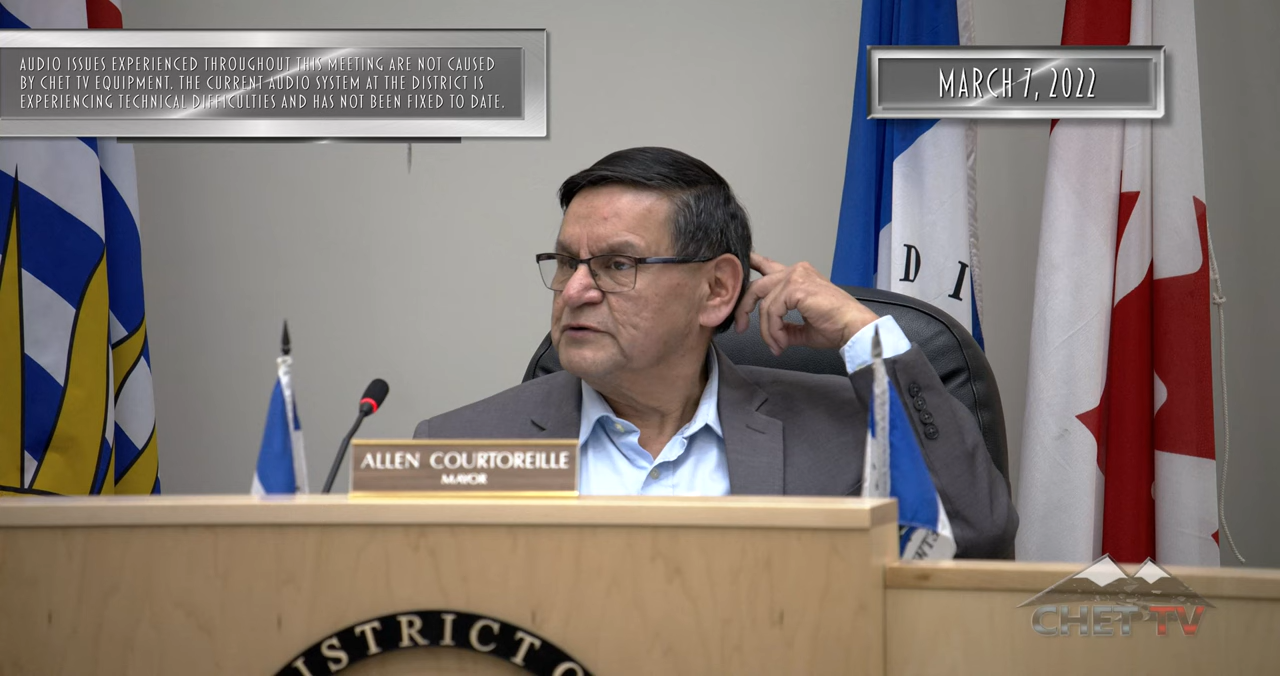 AUDIO ISSUES EXPERIENCED THROUGHOUT THIS MEETING ARE NOT CAUSED
BY CHET TV EQUIPMENT. THE CURRENT AUDIO SYSTEM AT THE DISTRICT IS
EXPERIENCING TECHNICAL DIFFICULTIES AND HAS NOT BEEN FIXED TO DATE.
MARCH 7, 2022
D I
ALLEN COURTOREILLE
MAYOR
CHET TV
ISTRICT O